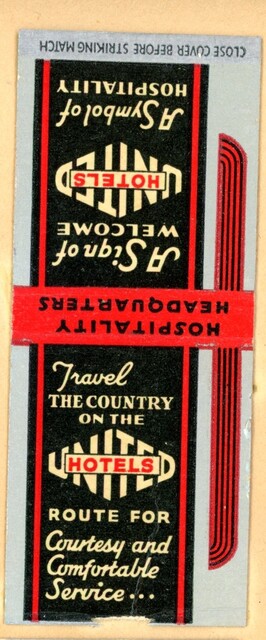 HOSPITALITY
HEADQUARTERS
A Sign of
WELCOME
UNITED
HOTELS
A Symbol of
HOSPITALITY
CLOSE COVER BEFORE STRIKING MATCH
Travel
THE COUNTRY
ON THE
UNITED
HOTELS
ROUTE FOR
Courtesy and
Comfortable
Service...